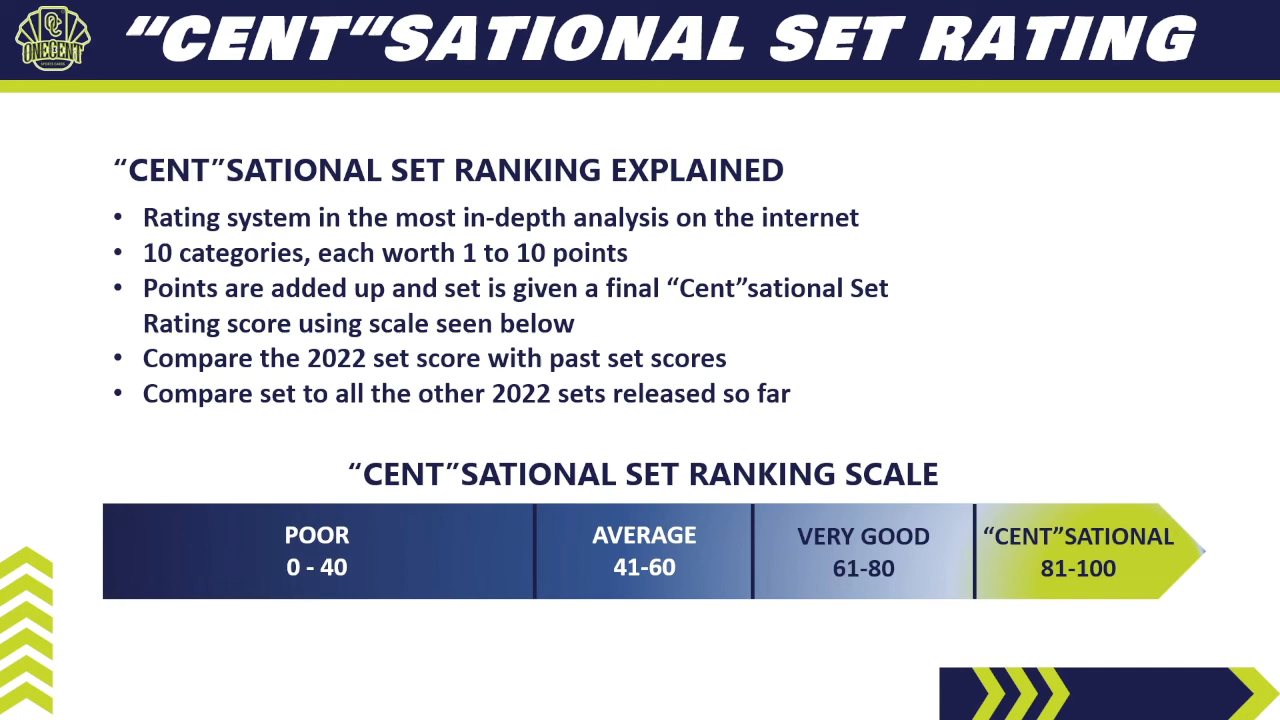 “CENT”SATIONAL SET RATING
OC
ONECENT
SPORTS CARDS
“CENT”SATIONAL SET RANKING EXPLAINED
• Rating system in the most in-depth analysis on the internet
• 10 categories, each worth 1 to 10 points
• Points are added up and set is given a final “Cent”sational Set
Rating score using scale seen below
• Compare the 2022 set score with past set scores
• Compare set to all the other 2022 sets released so far
“CENT”SATIONAL SET RANKING SCALE
POOR
0 - 40
AVERAGE
41-60
VERY GOOD
61-80
“CENT”SATIONAL
81-100